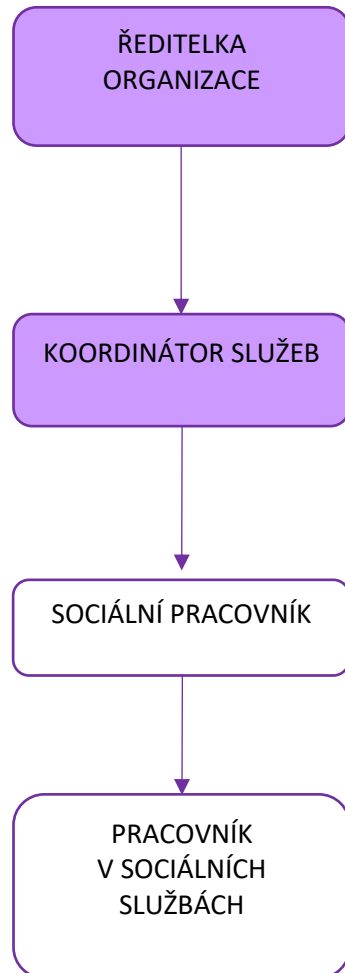 ŘEDITELKA
ORGANIZACE
KOORDINÁTOR SLUŽEB
SOCIÁLNÍ PRACOVNÍK
PRACOVNÍK
V SOCIÁLNÍCH
SLUŽBÁCH